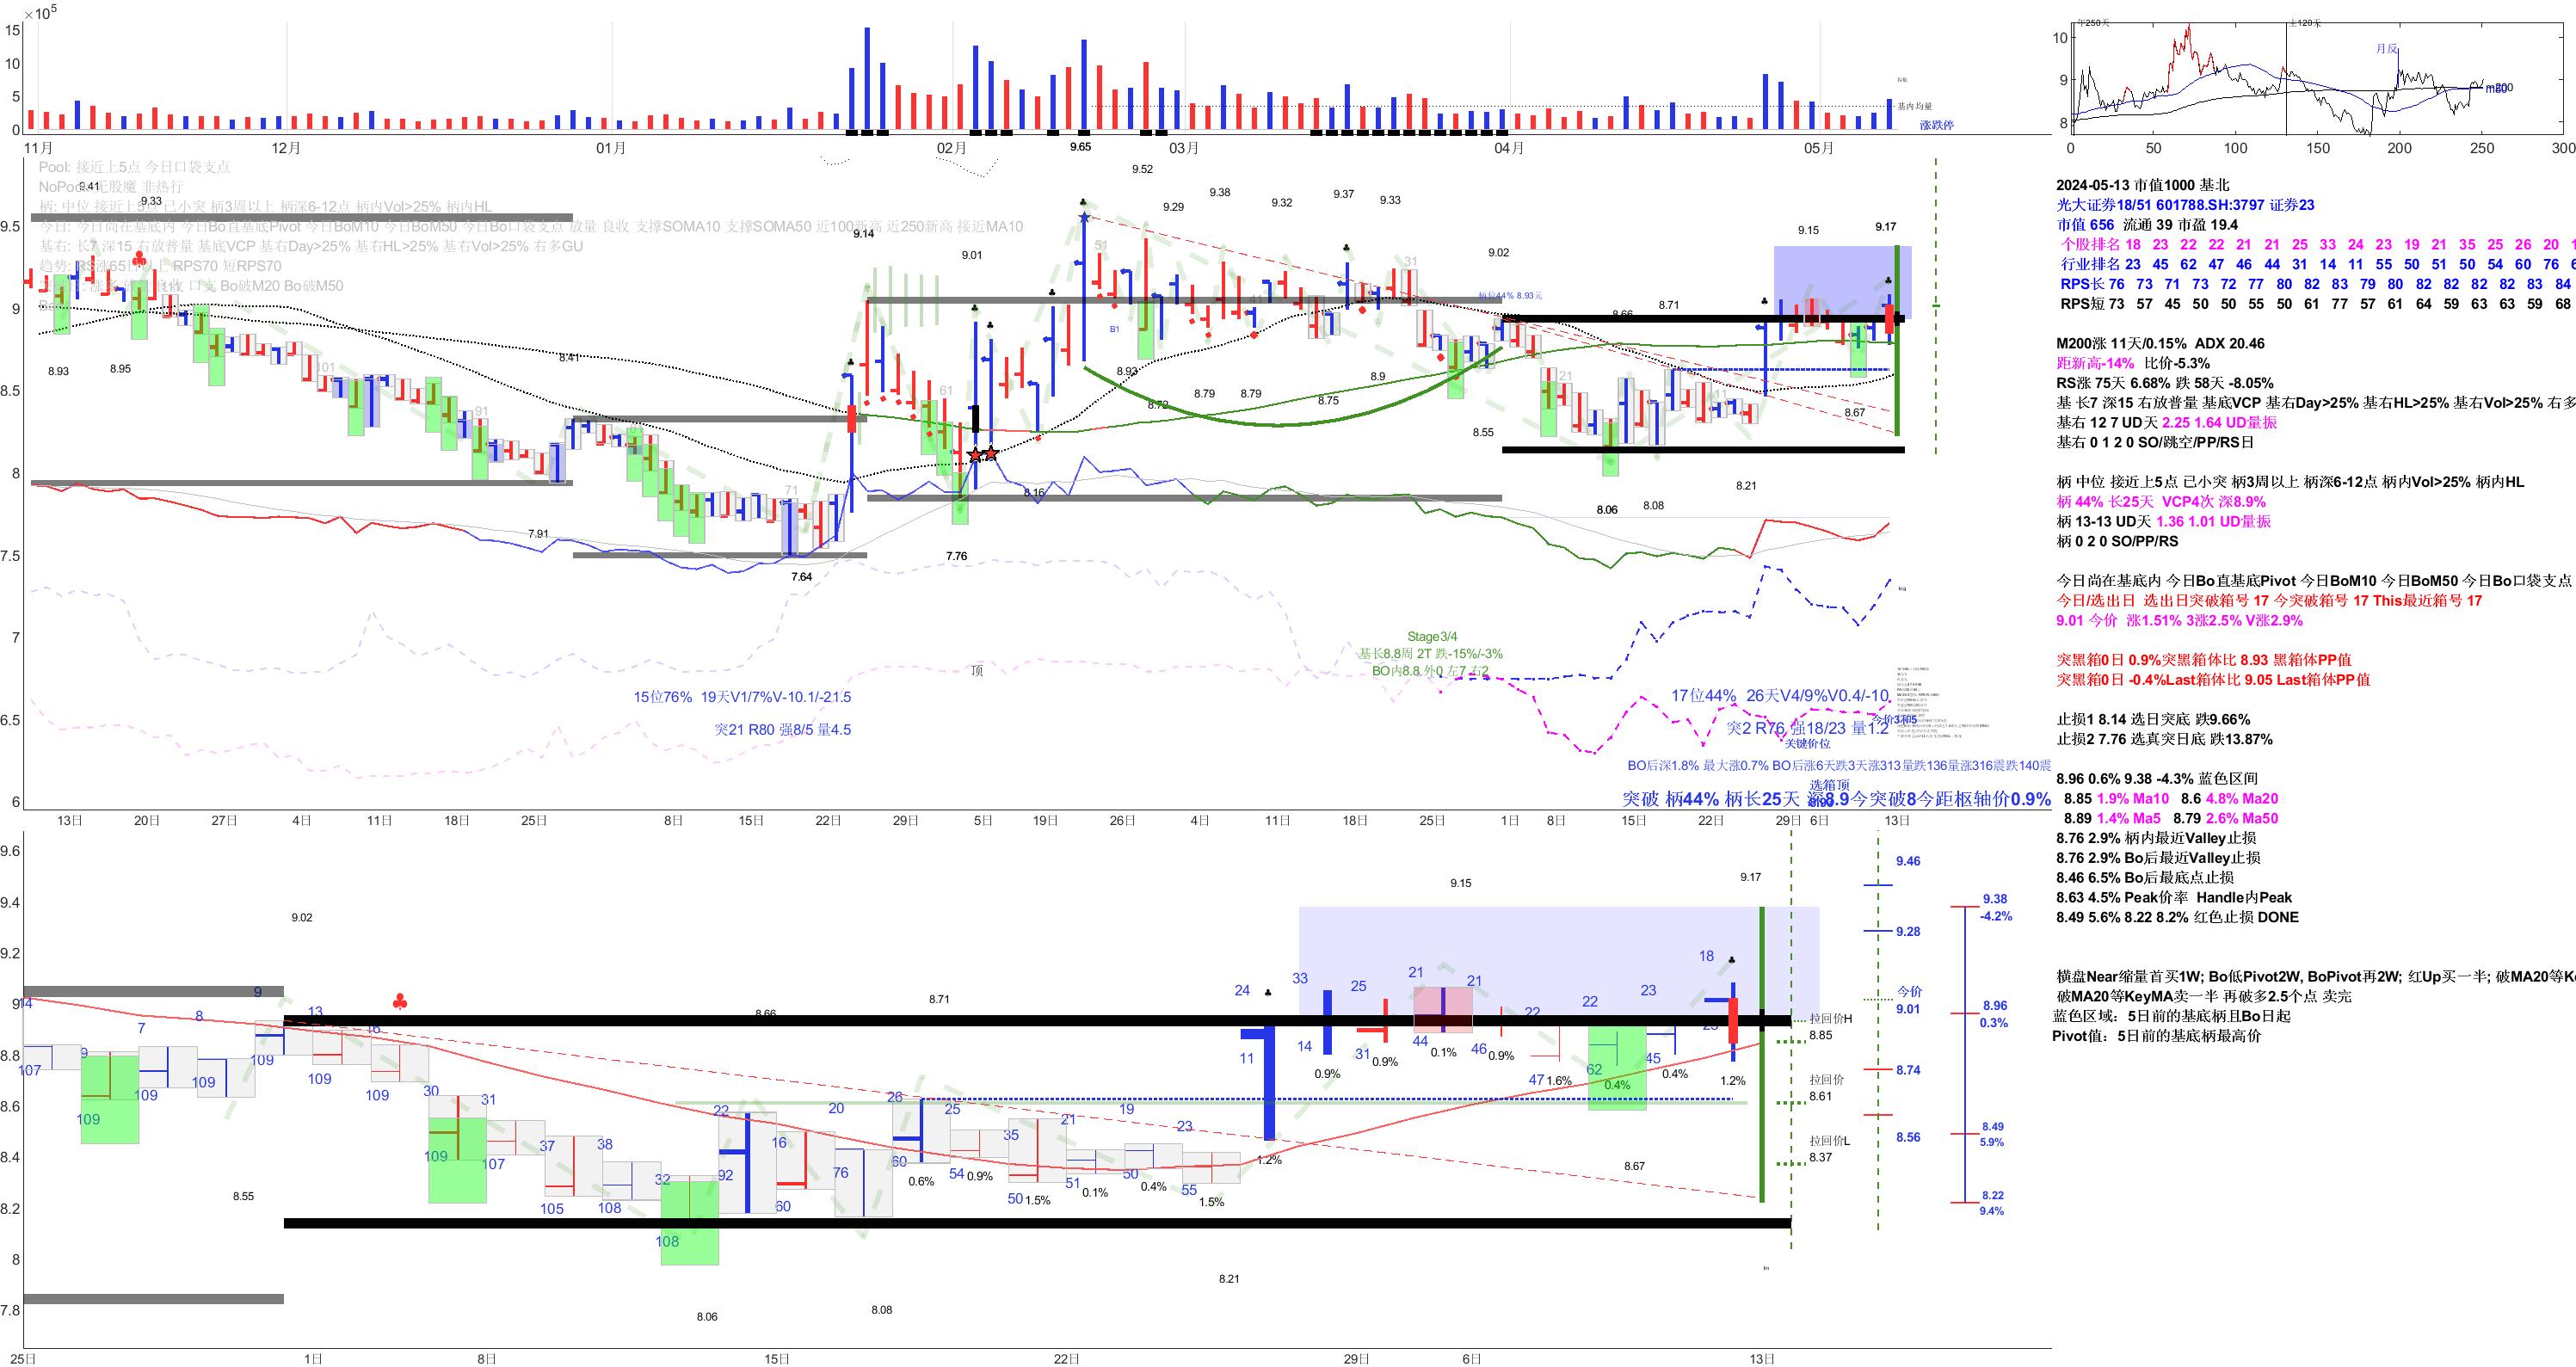 ×10⁵
15
10
5
0
基内均量
涨跌停
11月 12月 01月 02月 9.65 03月 04月 05月
Pool: 接近上5点 今日口袋支点
9.41
9.33
柄: 中位 接近上5点 己小突 柄3周以上 柄深6-12点 柄内Vol>25% 柄内HL
今日: 今日尚在基底内 今日Bo直基底Pivot 今日BoM10 今日BoM50 今日Bo口袋支点 放量 良收 支撑SOMA10 支撑SOMA50 近100新高 近250新高 接近MA10
基右: 长7 深15 右放普量 基底VCP 基右Day>25% 基右HL>25% 基右Vol>25% 右多GU
9.5
9
8.5
8
7.5
7
6.5
6
8.93 8.95 8.41 7.91 7.64 9.14 9.01 7.76 8.16
9.52 9.29 9.38 9.32 9.37 9.33 9.02 9.15 9.17
8.93 8.72 8.79 8.79 8.75 8.9 8.55 8.66 8.71
8.06 8.08 8.21 8.67
101 91 71 61 51 41 31 21
B1
柄位44% 8.93元
顶
Stage3/4
基长8.8周 2T 跌-15%/-3%
BO内8.8 外0 左7 右2
15位76% 19天V1/7%V-10.1/-21.5
突21 R80 强8/5 量4.5
17位44% 26天V4/9%V0.4/-10
突2 R76 强18/23 量1.2
关键价位
BO后深1.8% 最大涨0.7% BO后涨6天跌3天涨313量跌136量涨316震跌140震
选箱顶
突破 柄44% 柄长25天 深8.9今突破8今距枢轴价0.9%
13日 20日 27日 4日 11日 18日 25日 8日 15日 22日 29日 5日 19日 26日 4日 11日 18日 25日 1日 8日 15日 22日 29日 6日 13日
9.6
9.4
9.2
9
8.8
8.6
8.4
8.2
8
7.8
9.02 8.55 8.66 8.71 8.06 8.08 8.21 9.15 8.67 9.17
7 8 9 13 30 31 37 38 32 22 16 20 26 25 35 21 19 23 24 33 25 21 21 22 22 23 18
107 109 109 109 109 109 109 109 107 105 108 108 92 60 76 60 54 50 51 50 55 11 14 31 44 46 47 62 45
0.6% 0.9% 1.5% 0.1% 0.4% 1.5% 1.2% 0.9% 0.9% 0.1% 0.9% 1.6% 0.4% 0.4% 1.2%
拉回价H
8.85
拉回价
8.61
拉回价L
8.37
9.46
9.28
今价
9.01
8.74
8.56
9.38
-4.2%
8.96
0.3%
8.49
5.9%
8.22
9.4%
25日 1日 8日 15日 22日 29日 6日 13日
年250天
上120天
月反
10
9
8
0 50 100 150 200 250 300
2024-05-13 市值1000 基北
光大证券18/51 601788.SH:3797 证券23
市值 656 流通 39 市盈 19.4
个股排名 18 23 22 22 21 21 25 33 24 23 19 21 35 25 26 20
行业排名 23 45 62 47 46 44 31 14 11 55 50 51 50 54 60 76
RPS长 76 73 71 73 72 77 80 82 83 79 80 82 82 82 82 83 84
RPS短 73 57 45 50 50 55 50 61 77 57 61 64 59 63 63 59 68
M200涨 11天/0.15% ADX 20.46
距新高-14% 比价-5.3%
RS涨 75天 6.68% 跌 58天 -8.05%
基 长7 深15 右放普量 基底VCP 基右Day>25% 基右HL>25% 基右Vol>25% 右多
基右 12 7 UD天 2.25 1.64 UD量振
基右 0 1 2 0 SO/跳空/PP/RS日
柄 中位 接近上5点 己小突 柄3周以上 柄深6-12点 柄内Vol>25% 柄内HL
柄 44% 长25天 VCP4次 深8.9%
柄 13-13 UD天 1.36 1.01 UD量振
柄 0 2 0 SO/PP/RS
今日尚在基底内 今日Bo直基底Pivot 今日BoM10 今日BoM50 今日Bo口袋支点
今日/选出日 选出日突破箱号 17 今突破箱号 17 This最近箱号 17
9.01 今价 涨1.51% 3涨2.5% V涨2.9%
突黑箱0日 0.9%突黑箱体比 8.93 黑箱体PP值
突黑箱0日 -0.4%Last箱体比 9.05 Last箱体PP值
止损1 8.14 选日突底 跌9.66%
止损2 7.76 选真突日底 跌13.87%
8.96 0.6% 9.38 -4.3% 蓝色区间
8.85 1.9% Ma10 8.6 4.8% Ma20
8.89 1.4% Ma5 8.79 2.6% Ma50
8.76 2.9% 柄内最近Valley止损
8.76 2.9% Bo后最近Valley止损
8.46 6.5% Bo后最底点止损
8.63 4.5% Peak价率 Handle内Peak
8.49 5.6% 8.22 8.2% 红色止损 DONE
横盘Near缩量首买1W; Bo低Pivot2W, BoPivot再2W; 红Up买一半; 破MA20等
破MA20等KeyMA卖一半 再破多2.5个点 卖完
蓝色区域：5日前的基底柄且Bo日起
Pivot值：5日前的基底柄最高价